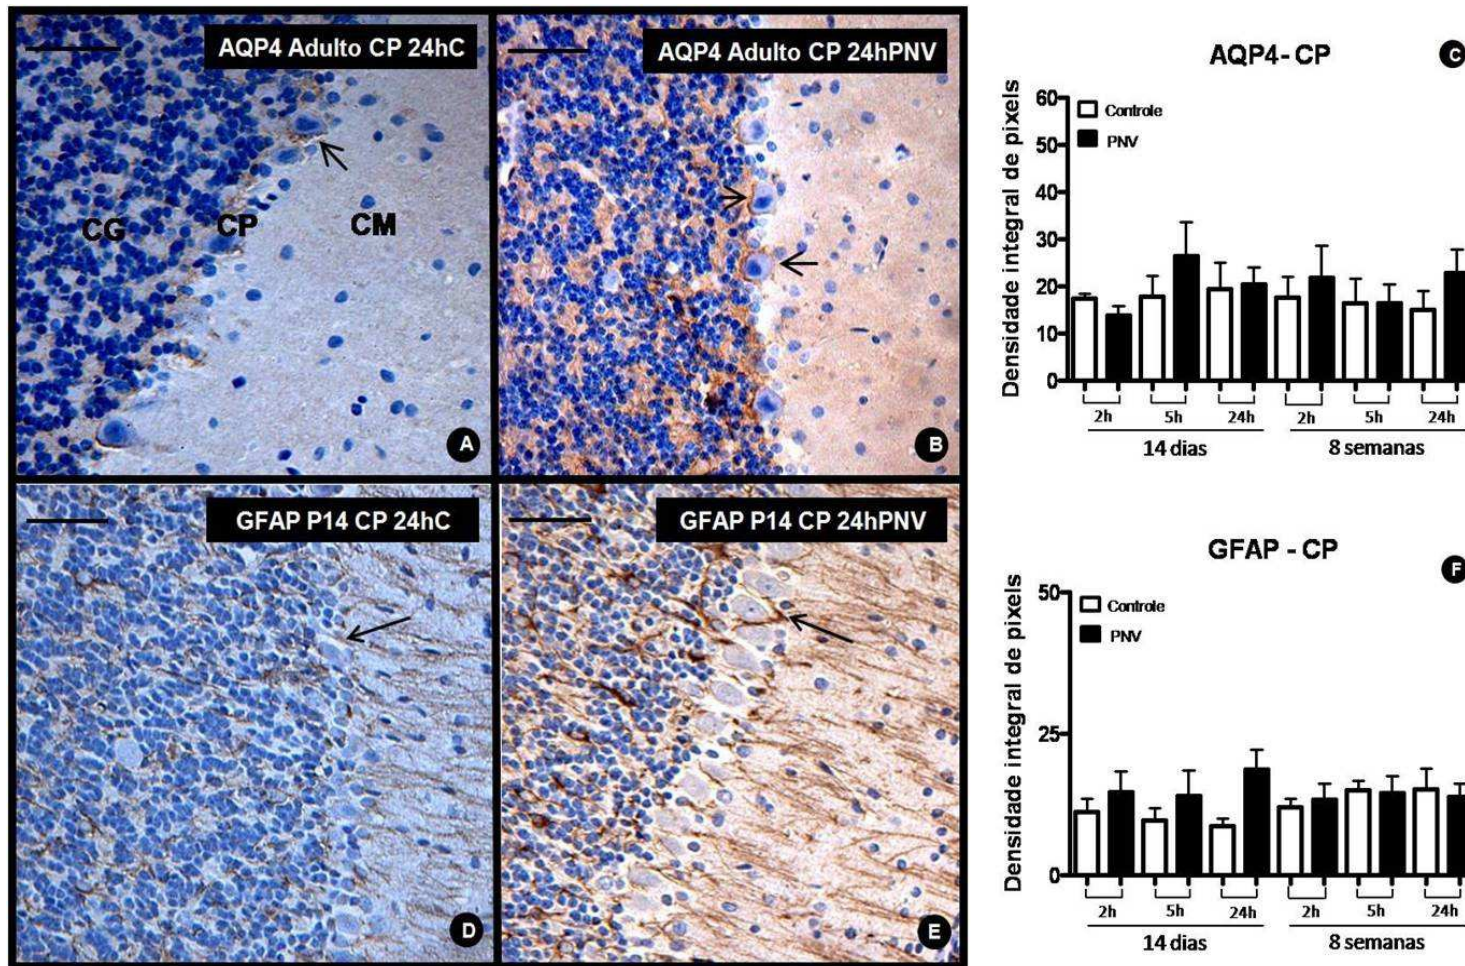 AQP4 Adulto CP 24hC
CG
CP
CM
A
AQP4 Adulto CP 24hPNV
B
AQP4- CP
C
Densidade integral de pixels
60
50
40
30
20
10
0
Controle
PNV
2h 5h 24h 2h 5h 24h
14 dias 8 semanas
GFAP P14 CP 24hC
D
GFAP P14 CP 24hPNV
E
GFAP - CP
F
Densidade integral de pixels
50
25
0
Controle
PNV
2h 5h 24h 2h 5h 24h
14 dias 8 semanas